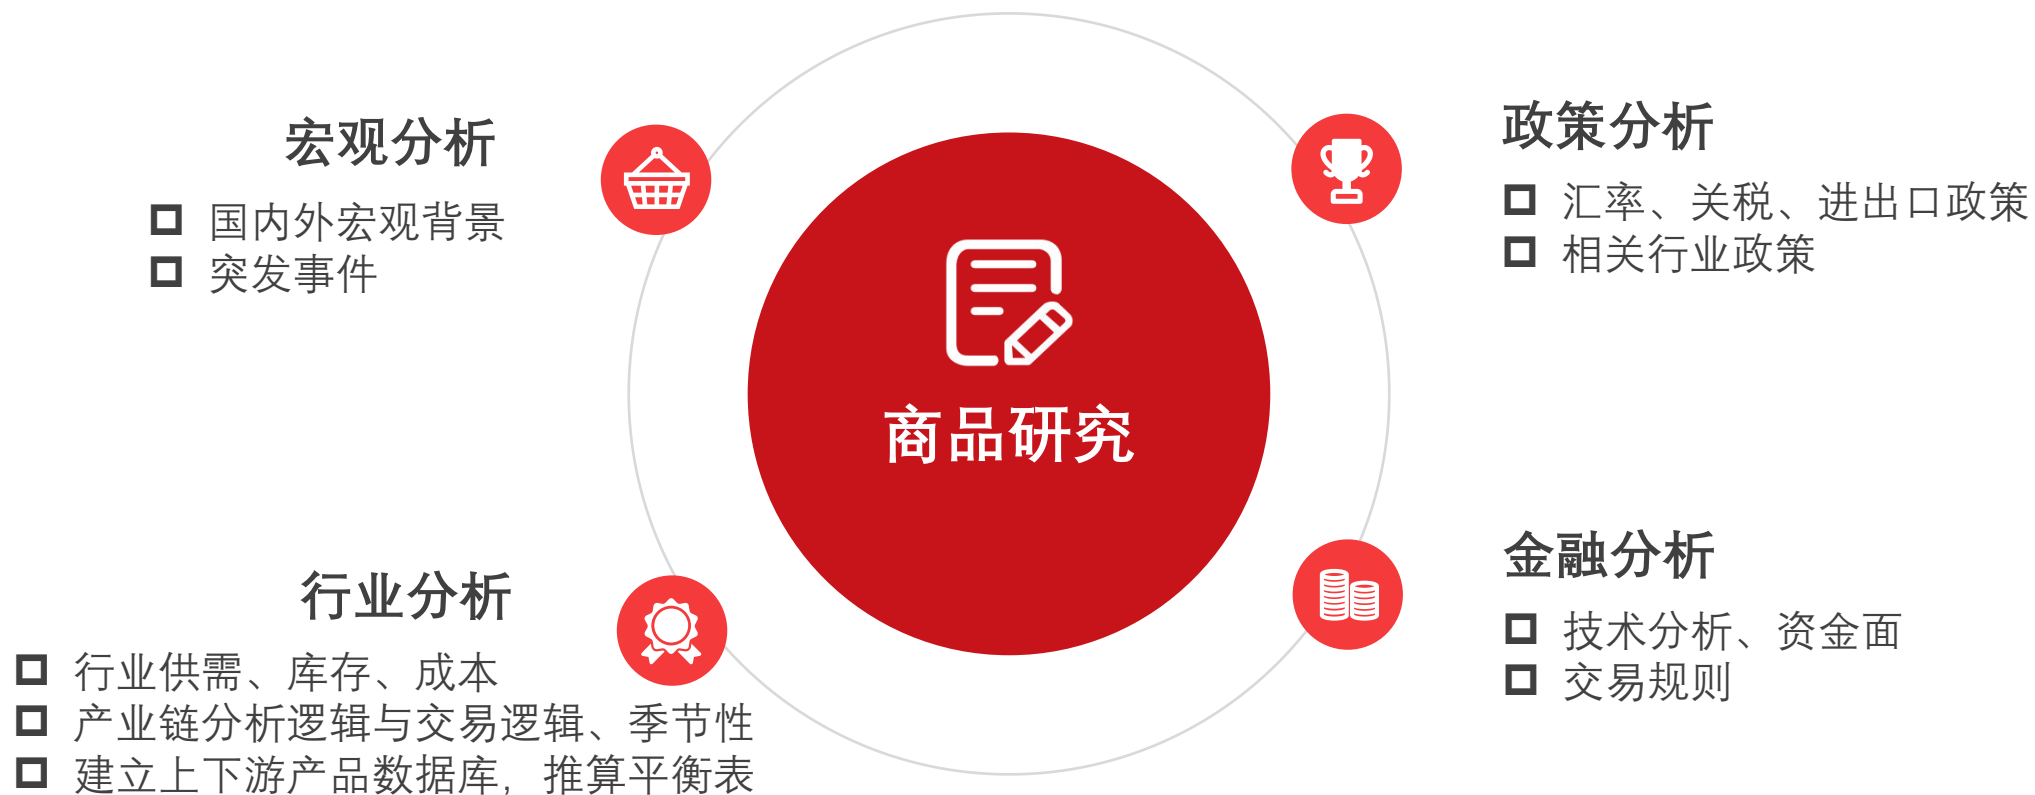 宏观分析
国内外宏观背景
突发事件
政策分析
汇率、关税、进出口政策
相关行业政策
商品研究
行业分析
行业供需、库存、成本
产业链分析逻辑与交易逻辑、季节性
建立上下游产品数据库，推算平衡表
金融分析
技术分析、资金面
交易规则